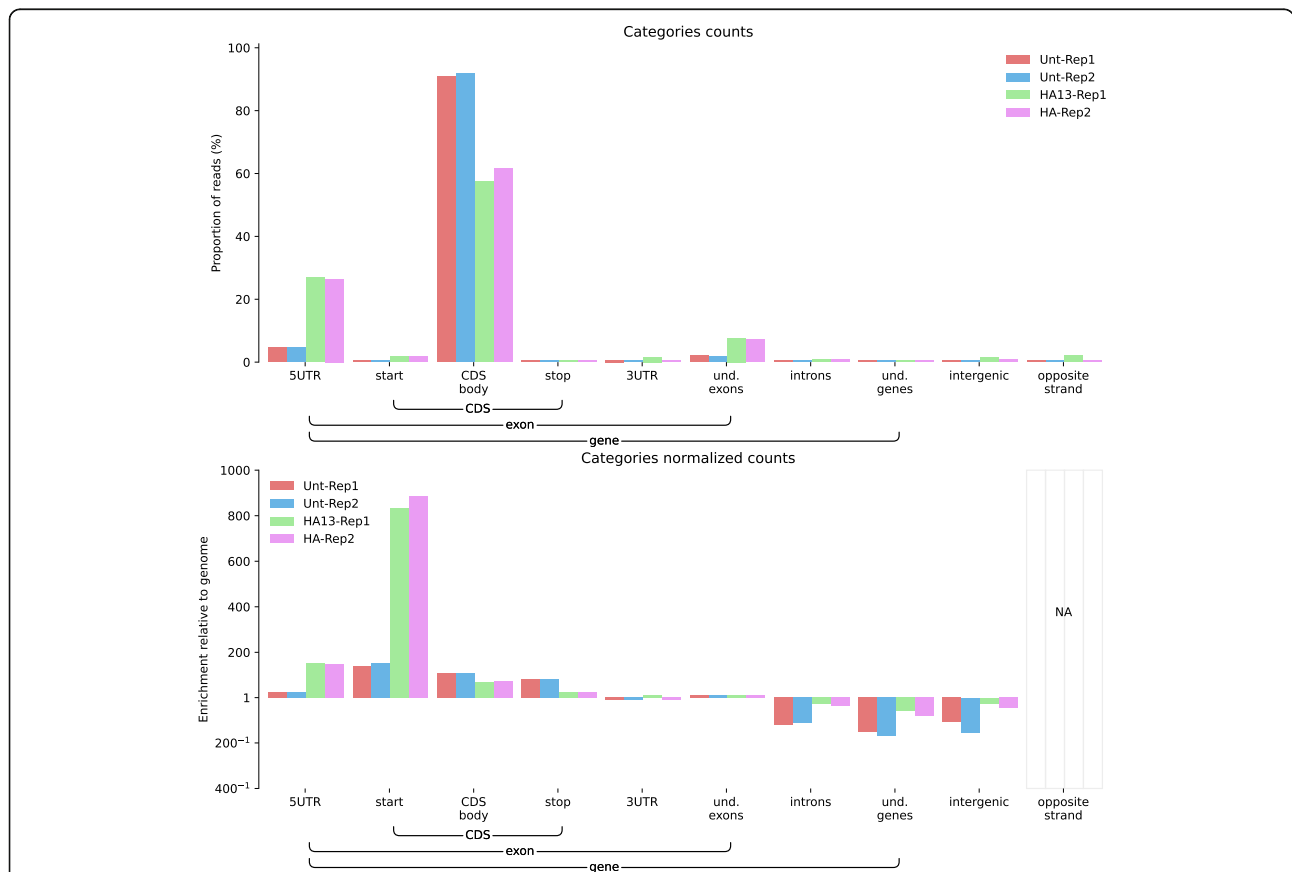 Categories counts
Proportion of reads (%)
100
80
60
40
20
0
Unt-Rep1
Unt-Rep2
HA13-Rep1
HA-Rep2
5UTR
start
CDS
body
stop
3UTR
und.
exons
introns
und.
genes
intergenic
opposite
strand
CDS
exon
gene
Categories normalized counts
Enrichment relative to genome
1000
800
600
400
200
1
200⁻¹
400⁻¹
Unt-Rep1
Unt-Rep2
HA13-Rep1
HA-Rep2
NA
5UTR
start
CDS
body
stop
3UTR
und.
exons
introns
und.
genes
intergenic
opposite
strand
CDS
exon
gene